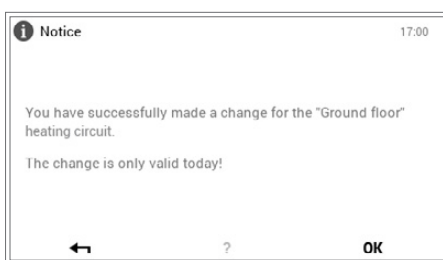 Notice 17:00
You have successfully made a change for the "Ground floor"
heating circuit.
The change is only valid today!
? OK